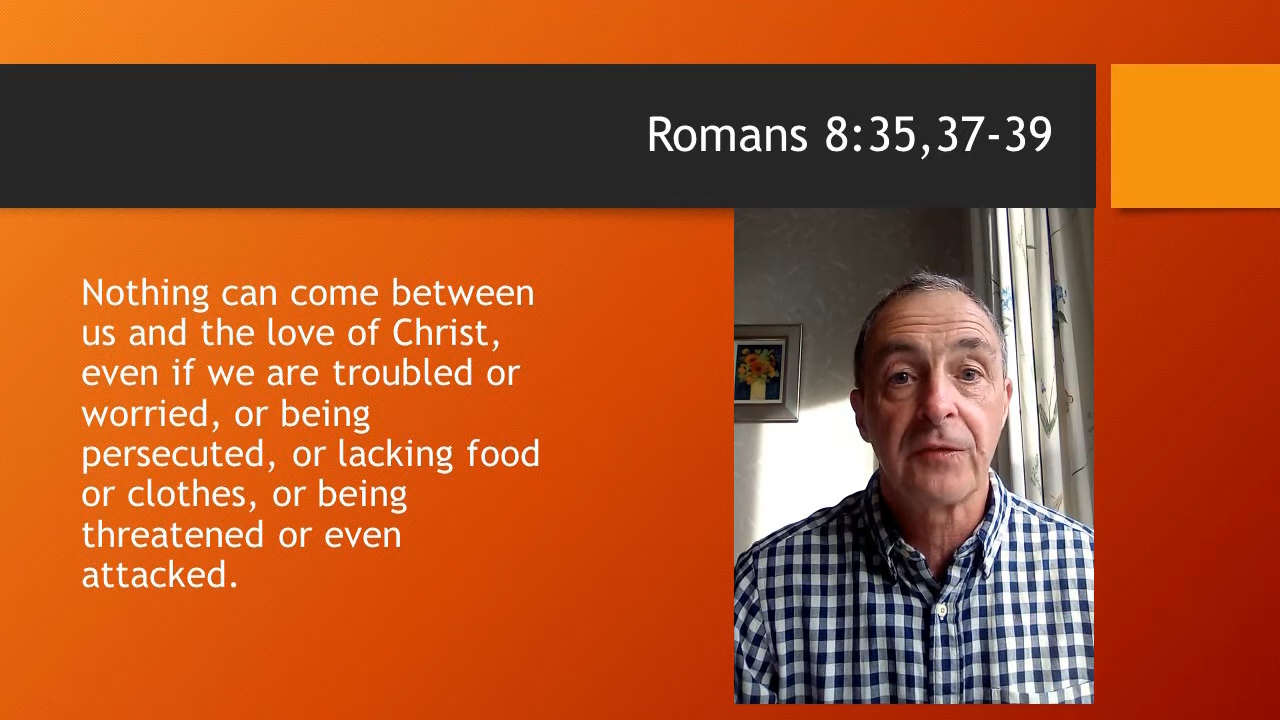 Romans 8:35,37-39
Nothing can come between
us and the love of Christ,
even if we are troubled or
worried, or being
persecuted, or lacking food
or clothes, or being
threatened or even
attacked.